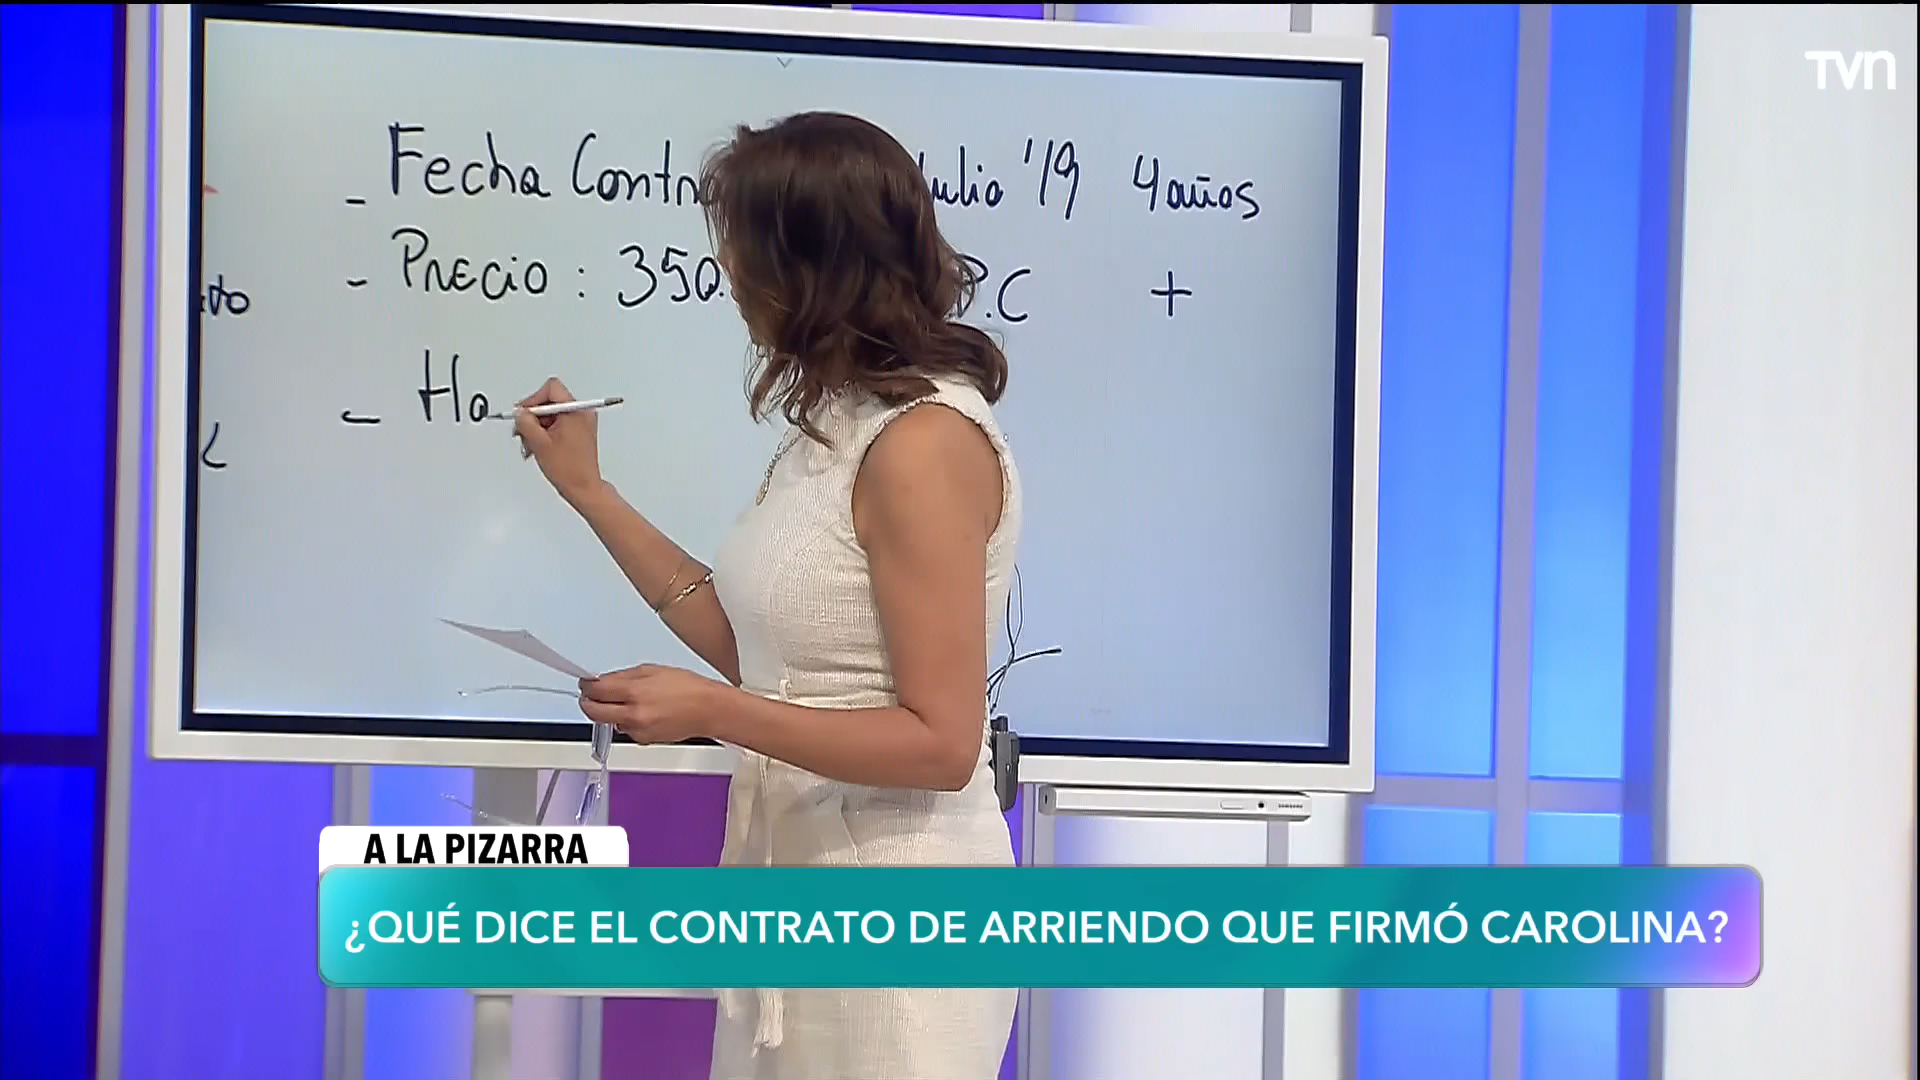 TVN
- Fecha Contr ulio '19 4 años
- Precio : 350. P.C +
- Ha
A LA PIZARRA
¿QUÉ DICE EL CONTRATO DE ARRIENDO QUE FIRMÓ CAROLINA?
SAMSUNG